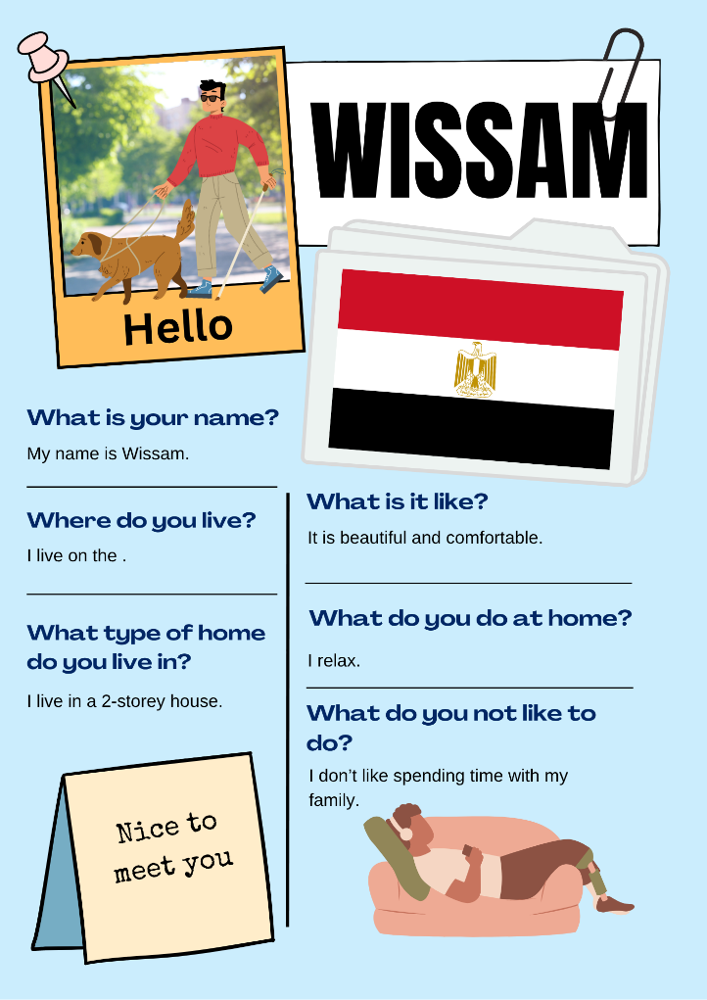 WISSAM
Hello
What is your name?
My name is Wissam.
Where do you live?
I live on the .
What type of home
do you live in?
I live in a 2-storey house.
What is it like?
It is beautiful and comfortable.
What do you do at home?
I relax.
What do you not like to
do?
I don’t like spending time with my
family.
Nice to
meet you